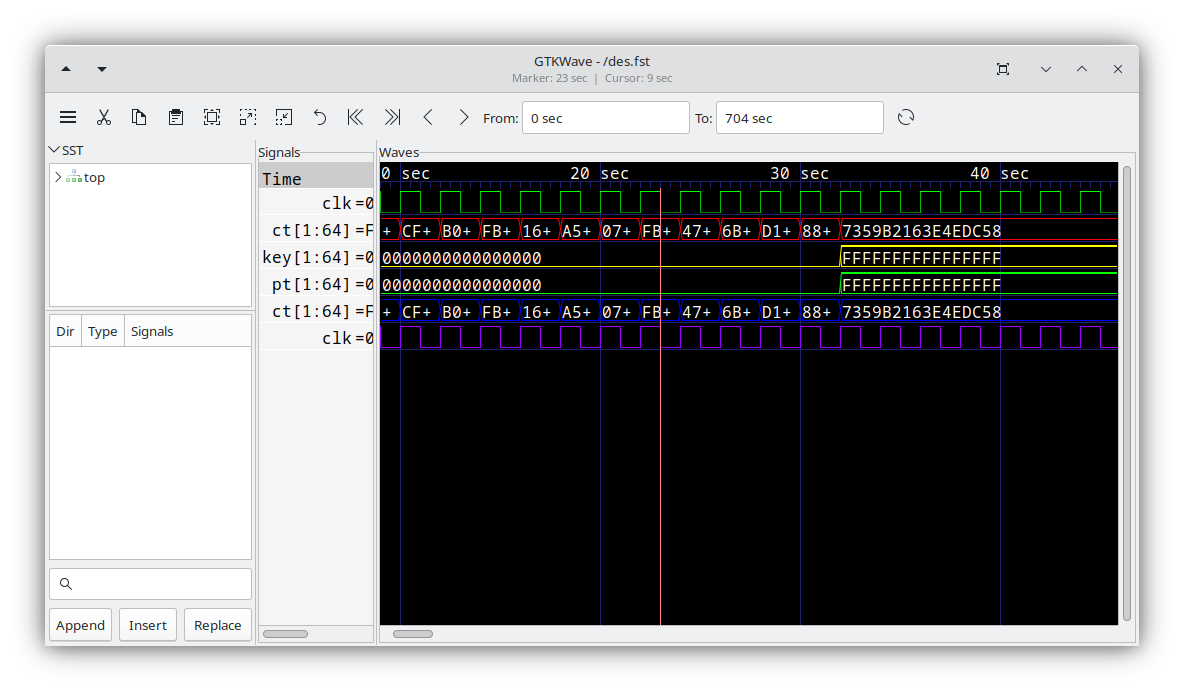 GTKWave - /des.fst
Marker: 23 sec | Cursor: 9 sec
From: 0 sec To: 704 sec
SST
top
Dir Type Signals
Append Insert Replace
Signals
Time
clk =0
ct[1:64] =F
key[1:64] =0
pt[1:64] =0
ct[1:64] =F
clk =0
Waves
0 sec 20 sec 30 sec 40 sec
+ CF+ B0+ FB+ 16+ A5+ 07+ FB+ 47+ 6B+ D1+ 88+ 7359B2163E4EDC58
0000000000000000 FFFFFFFFFFFFFFFF
0000000000000000 FFFFFFFFFFFFFFFF
+ CF+ B0+ FB+ 16+ A5+ 07+ FB+ 47+ 6B+ D1+ 88+ 7359B2163E4EDC58